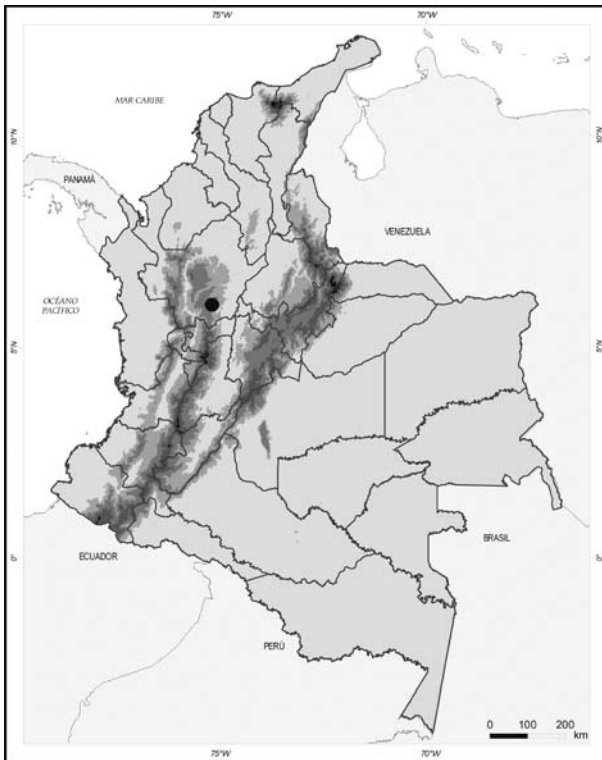 75°W
70°W
MAR CARIBE
10°N
10°N
PANAMÁ
VENEZUELA
OCÉANO
PACÍFICO
5°N
5°N
0°
0°
ECUADOR
BRASIL
PERÚ
0 100 200
km
75°W
70°W